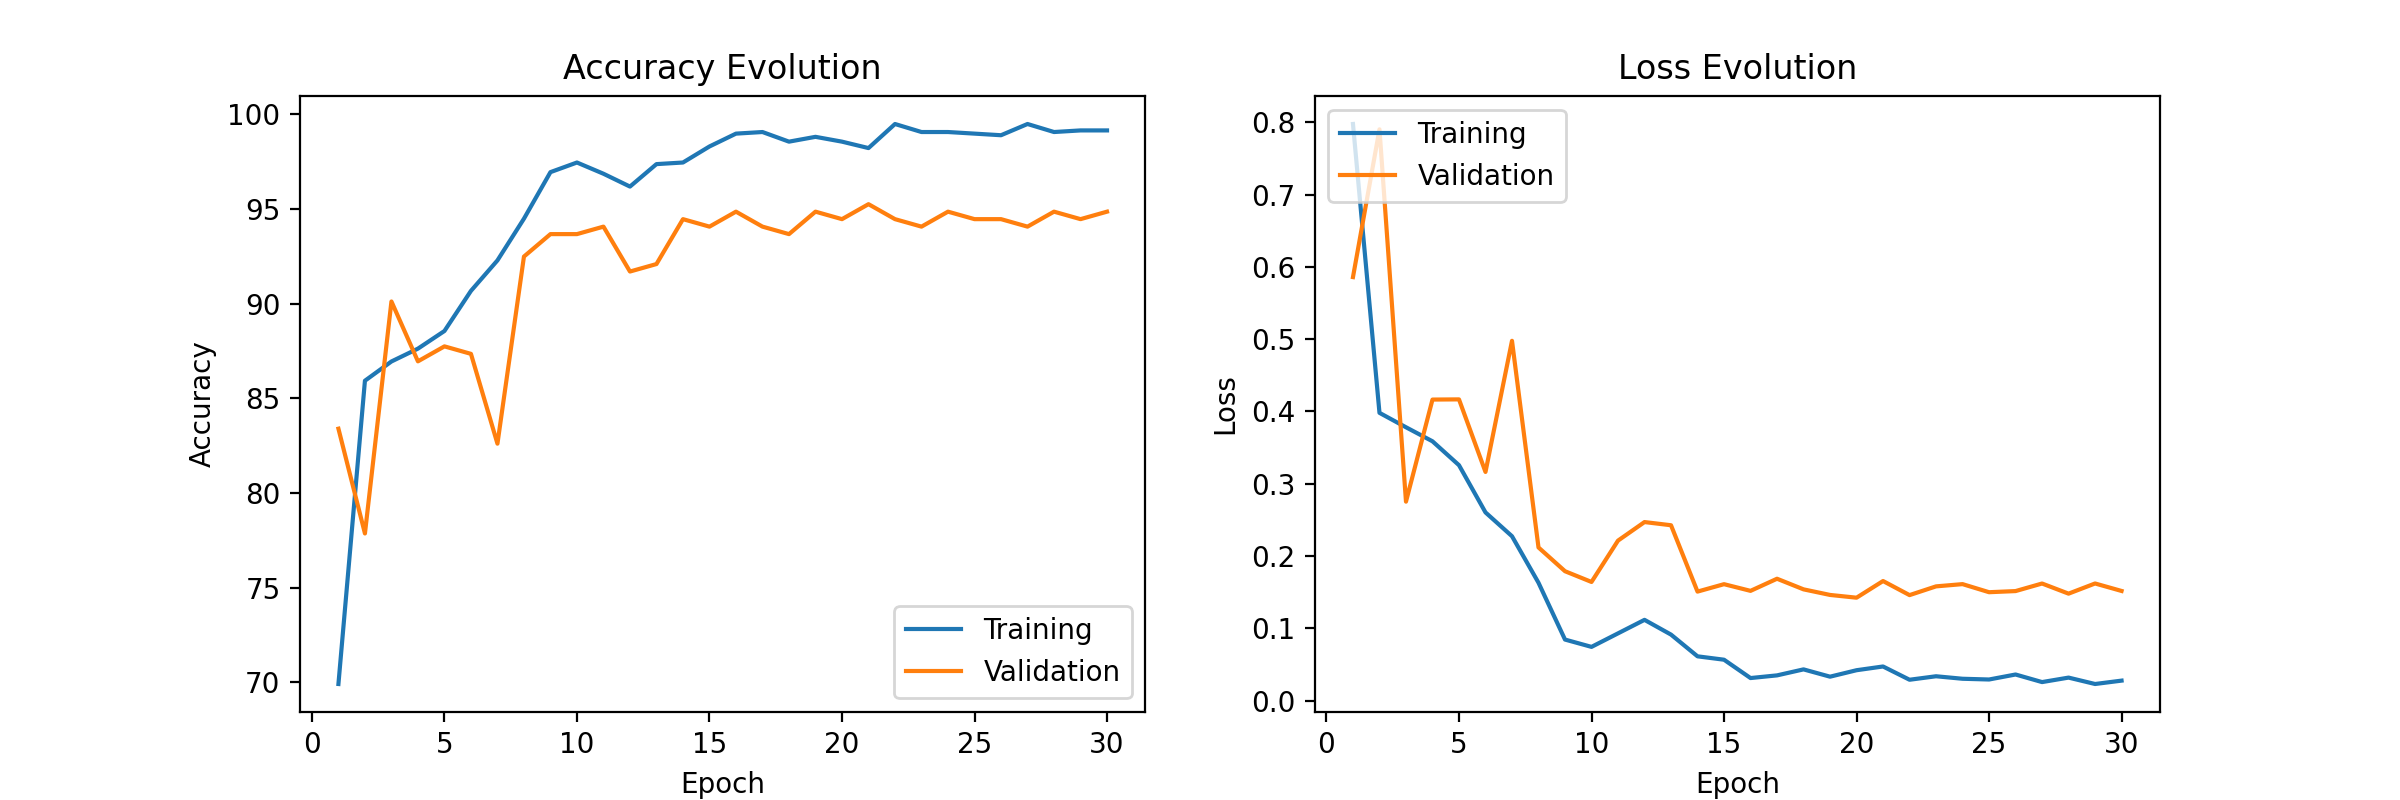 Accuracy Evolution
100
95
90
85
80
75
70
Accuracy
0 5 10 15 20 25 30
Epoch
Training
Validation
Loss Evolution
0.8
0.7
0.6
0.5
0.4
0.3
0.2
0.1
0.0
Loss
0 5 10 15 20 25 30
Epoch
Training
Validation